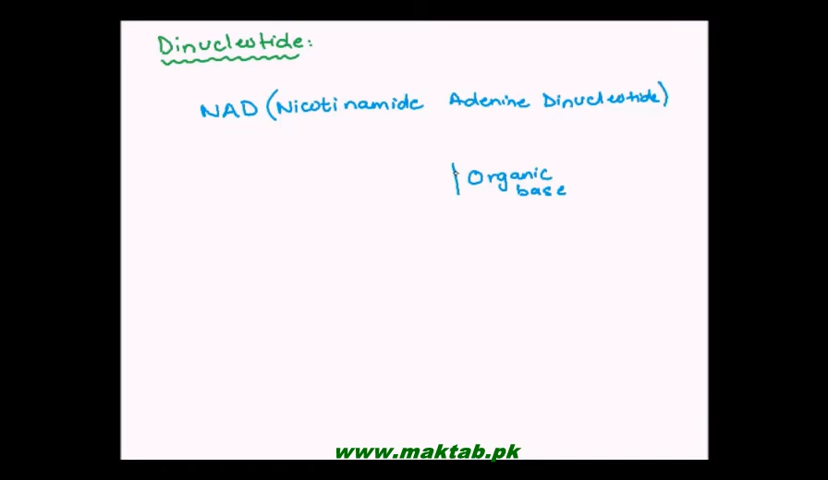 Dinucleotide:
NAD (Nicotinamide Adenine Dinucleotide)
Organic
base
www.maktab.pk